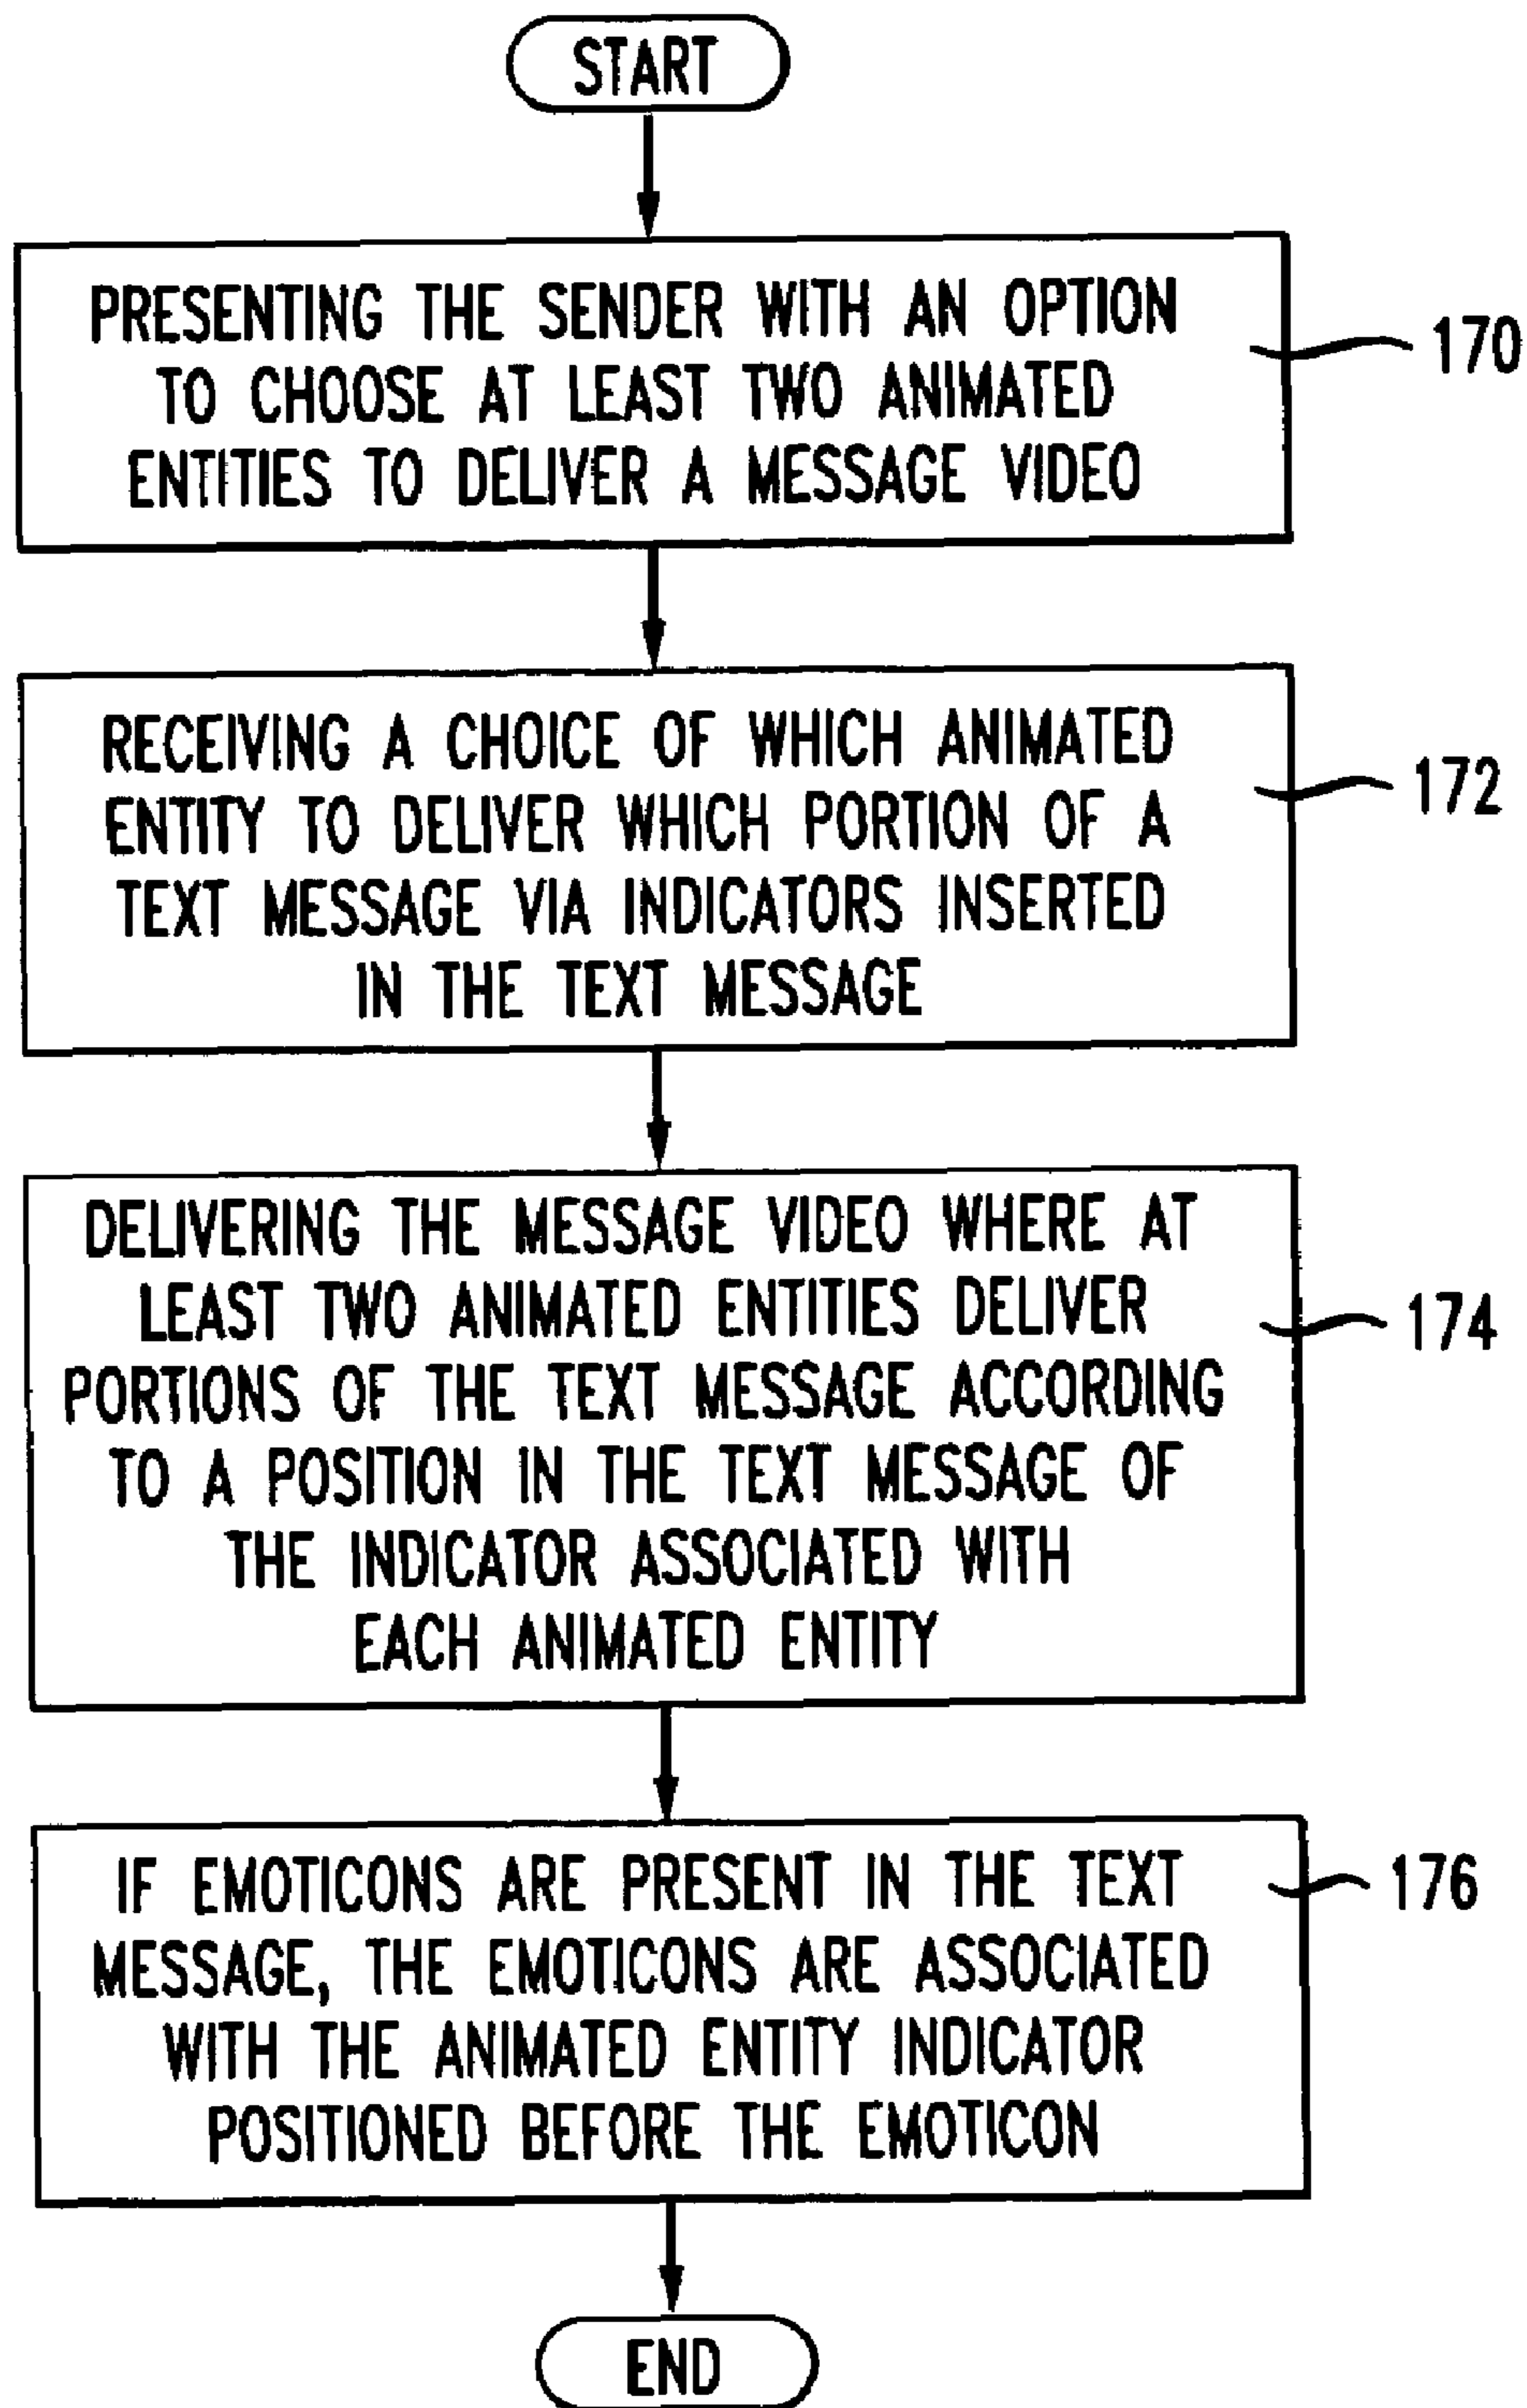 START
PRESENTING THE SENDER WITH AN OPTION
TO CHOOSE AT LEAST TWO ANIMATED
ENTITIES TO DELIVER A MESSAGE VIDEO
170
RECEIVING A CHOICE OF WHICH ANIMATED
ENTITY TO DELIVER WHICH PORTION OF A
TEXT MESSAGE VIA INDICATORS INSERTED
IN THE TEXT MESSAGE
172
DELIVERING THE MESSAGE VIDEO WHERE AT
LEAST TWO ANIMATED ENTITIES DELIVER
PORTIONS OF THE TEXT MESSAGE ACCORDING
TO A POSITION IN THE TEXT MESSAGE OF
THE INDICATOR ASSOCIATED WITH
EACH ANIMATED ENTITY
174
IF EMOTICONS ARE PRESENT IN THE TEXT
MESSAGE, THE EMOTICONS ARE ASSOCIATED
WITH THE ANIMATED ENTITY INDICATOR
POSITIONED BEFORE THE EMOTICON
176
END